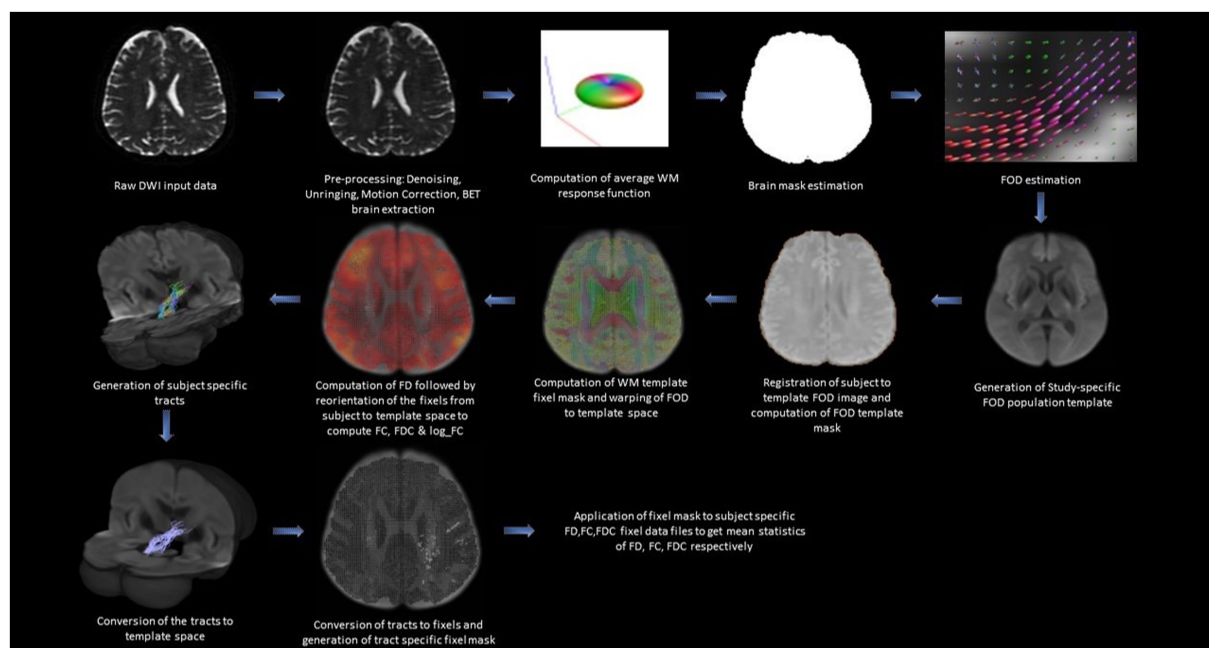 Raw DWI input data
Pre-processing: Denoising,
Unringing, Motion Correction, BET
brain extraction
Computation of average WM
response function
Brain mask estimation
FOD estimation
Generation of Study-specific
FOD population template
Registration of subject to
template FOD image and
computation of FOD template
mask
Computation of WM template
fixel mask and warping of FOD
to template space
Computation of FD followed by
reorientation of the fixels from
subject to template space to
compute FC, FDC & log_FC
Generation of subject specific
tracts
Conversion of the tracts to
template space
Conversion of tracts to fixels and
generation of tract specific fixel mask
Application of fixel mask to subject specific
FD,FC,FDC fixel data files to get mean statistics
of FD, FC, FDC respectively